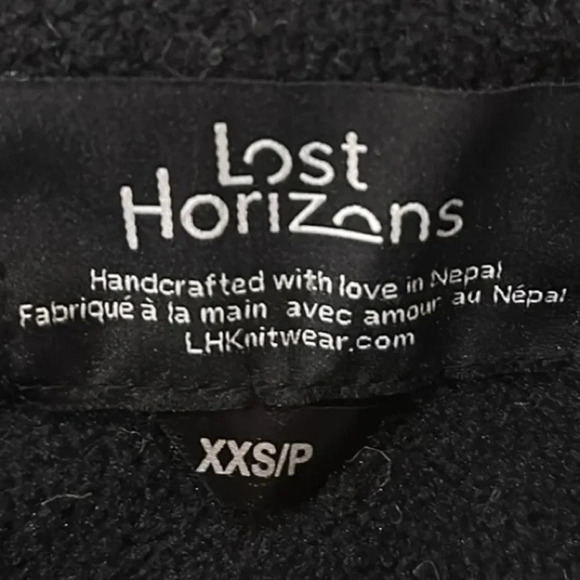 Lost
Horizons
Handcrafted with love in Nepal
Fabriqué à la main avec amour au Népal
LHKnitwear.com
XXS/P